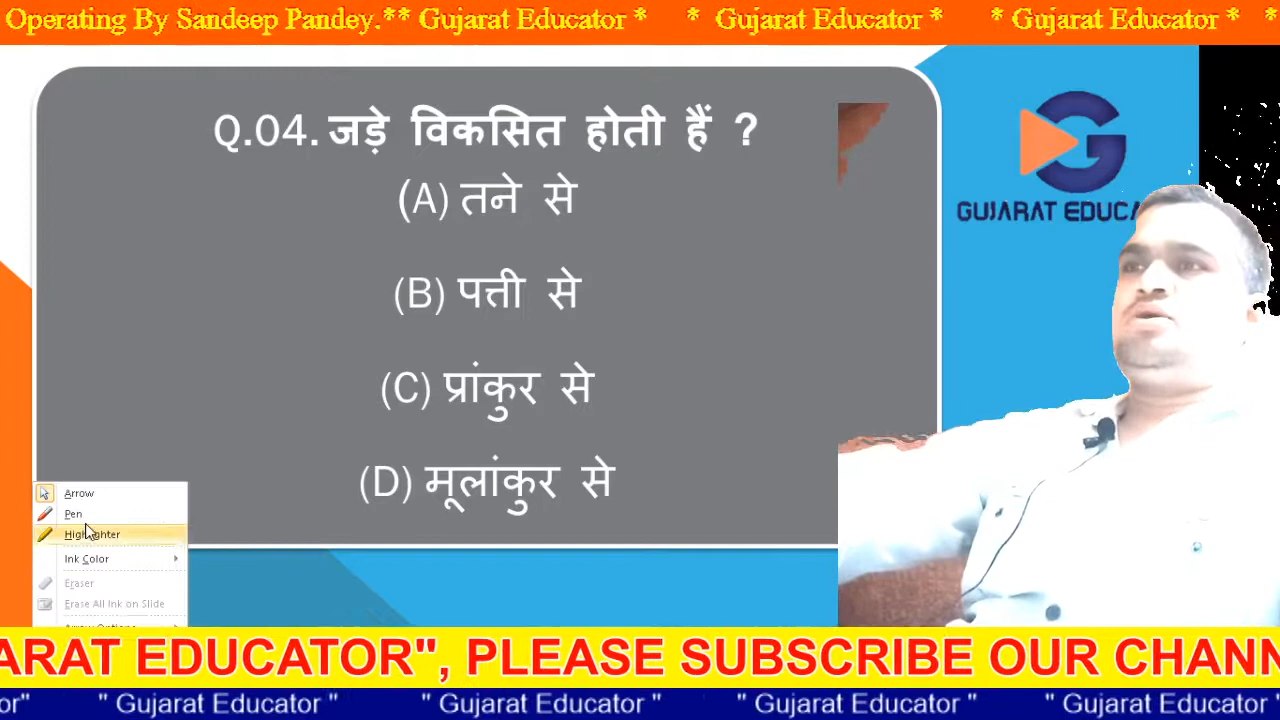 Operating By Sandeep Pandey.** Gujarat Educator * * Gujarat Educator * * Gujarat Educator * *
GUJARAT EDUCA
Q.04. जड़े विकसित होती हैं ?
(A) तने से
(B) पत्ती से
(C) प्रांकुर से
(D) मूलांकुर से
Arrow
Pen
Highlighter
Ink Color
Eraser
Erase All Ink on Slide
ARAT EDUCATOR", PLEASE SUBSCRIBE OUR CHANN
or" " Gujarat Educator " " Gujarat Educator " " Gujarat Educator " " Gujarat Educator "